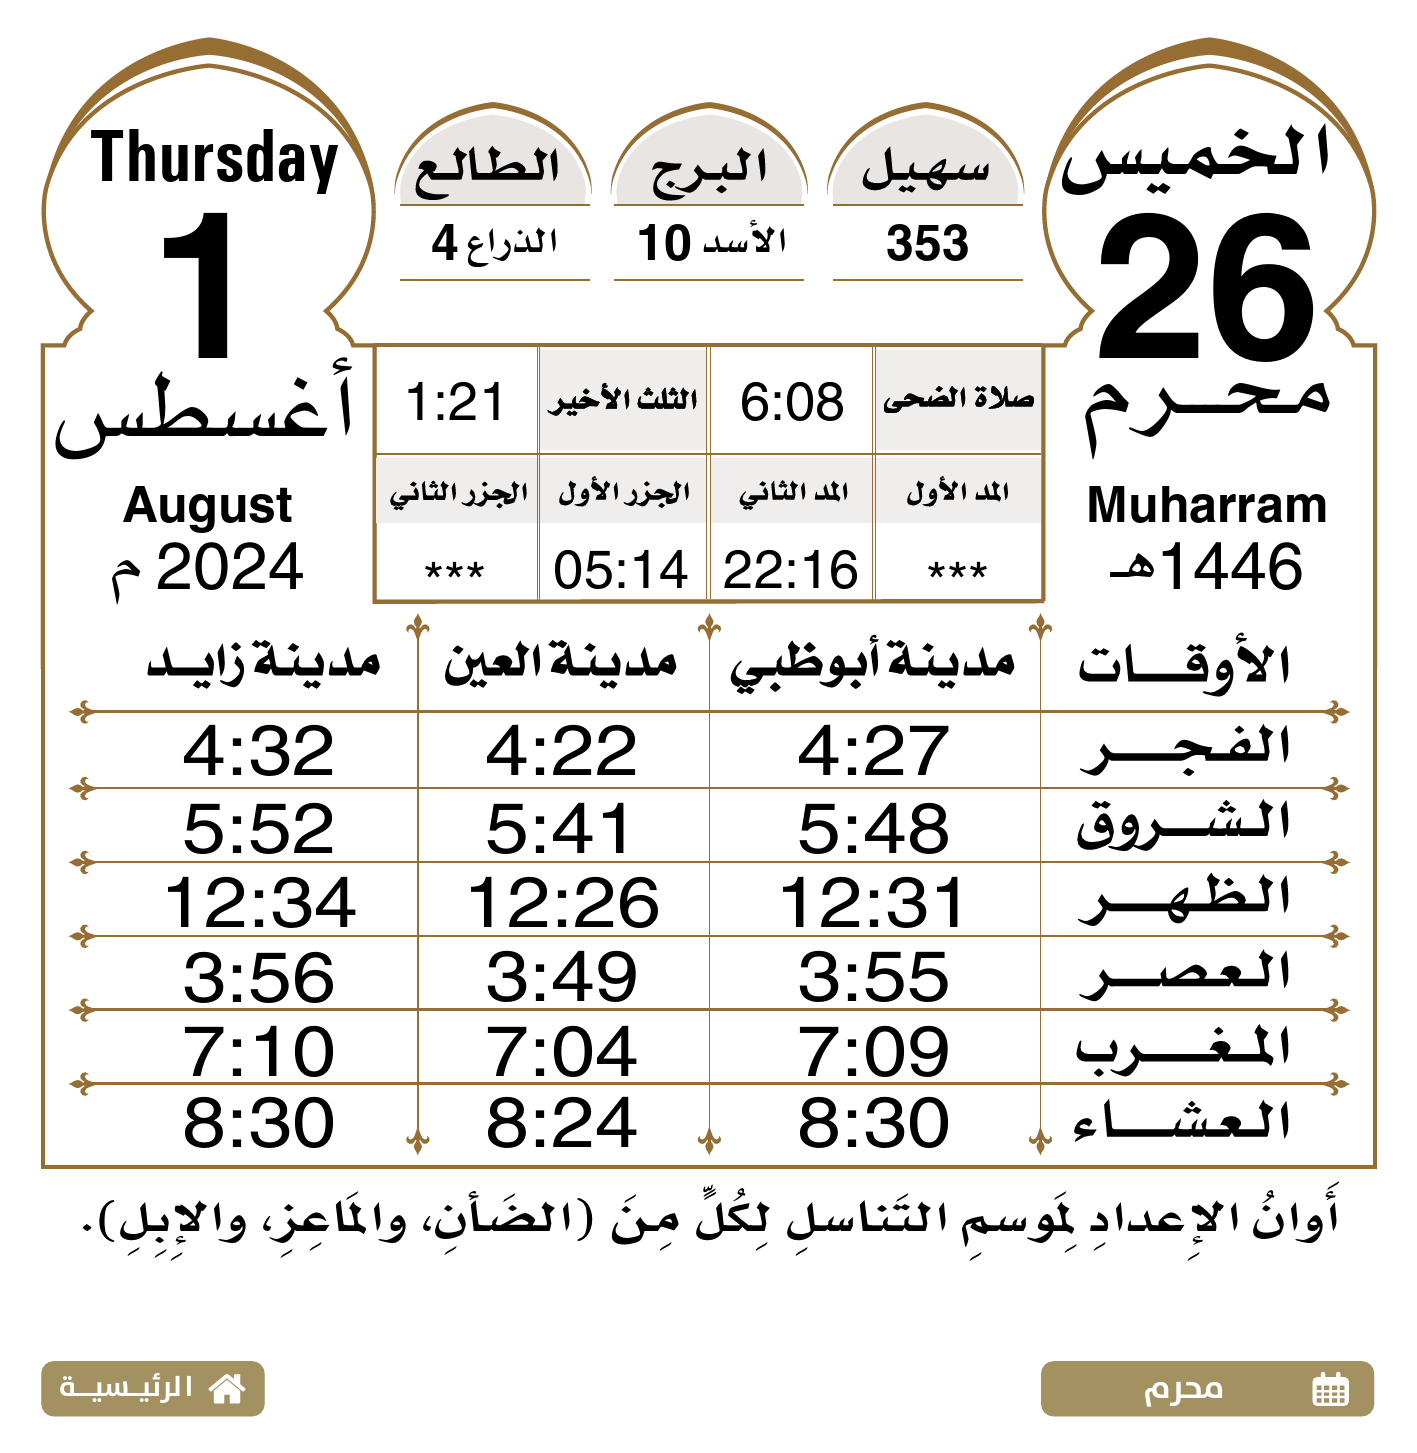 الخميس
26
محرم
Muharram
1446هـ
سهيل
353
البرج
الأسد 10
الطالع
الذراع 4
Thursday
1
أغسطس
August
2024 م
صلاة الضحى 6:08 الثلث الأخير 1:21
المد الأول المد الثاني الجزر الأول الجزر الثاني
*** 22:16 05:14 ***
الأوقات مدينة أبوظبي مدينة العين مدينة زايد
الفجر 4:27 4:22 4:32
الشروق 5:48 5:41 5:52
الظهر 12:31 12:26 12:34
العصر 3:55 3:49 3:56
المغرب 7:09 7:04 7:10
العشاء 8:30 8:24 8:30
أَوانُ الإِعدادِ لِمَوسمِ التَناسلِ لِكُلٍّ مِنَ (الضَأنِ، والمَاعِزِ، والإِبِلِ).
محرم
الرئيسية